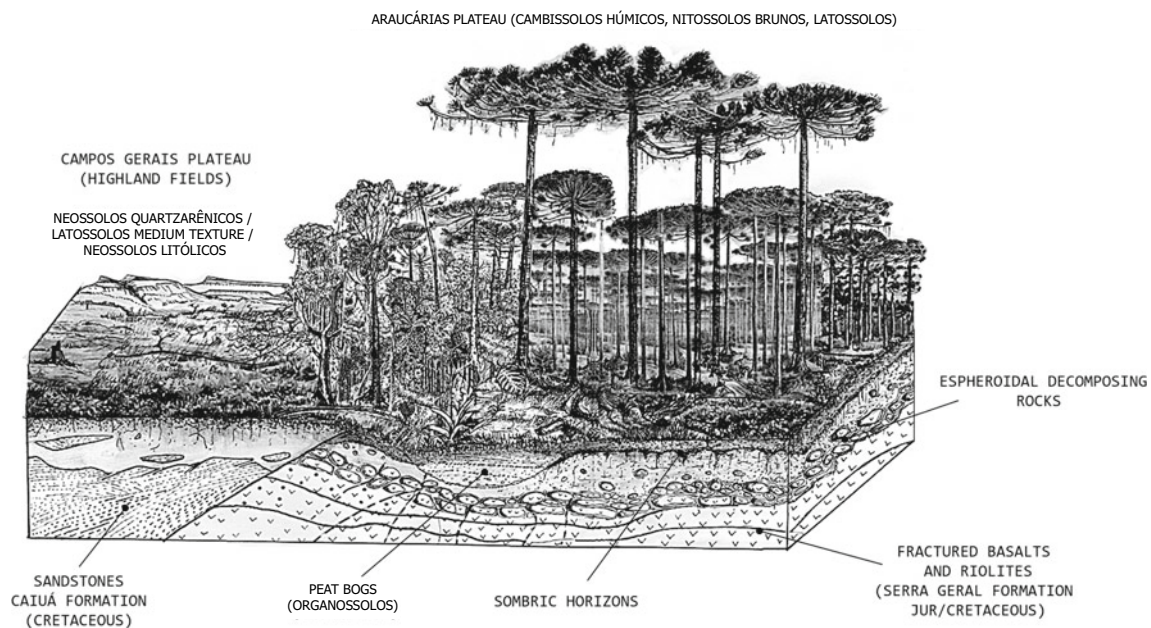 ARAUCÁRIAS PLATEAU (CAMBISSOLOS HÚMICOS, NITOSSOLOS BRUNOS, LATOSSOLOS)
CAMPOS GERAIS PLATEAU
(HIGHLAND FIELDS)
NEOSSOLOS QUARTZARÊNICOS /
LATOSSOLOS MEDIUM TEXTURE /
NEOSSOLOS LITÓLICOS
ESPHEROIDAL DECOMPOSING
ROCKS
SANDSTONES
CAIUÁ FORMATION
(CRETACEOUS)
PEAT BOGS
(ORGANOSSOLOS)
SOMBRIC HORIZONS
FRACTURED BASALTS
AND RIOLITES
(SERRA GERAL FORMATION
JUR/CRETACEOUS)